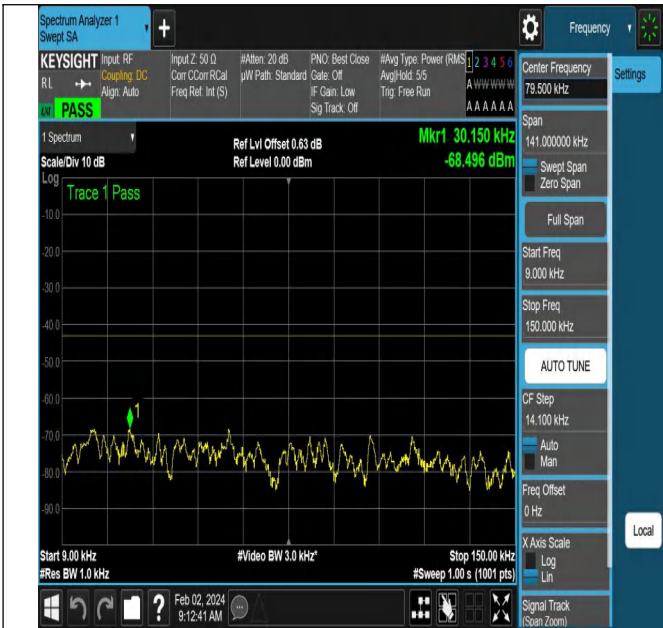 Spectrum Analyzer 1
Swept SA
+
Frequency
KEYSIGHT
RL
PASS
Input: RF
Coupling: DC
Align: Auto
Input Z: 50 Ω
Corr CCorr RCal
Freq Ref: Int (S)
#Atten: 20 dB
µW Path: Standard
PNO: Best Close
Gate: Off
IF Gain: Low
Sig Track: Off
#Avg Type: Power (RMS
Avg|Hold: 5/5
Trig: Free Run
1 2 3 4 5 6
A W W W W W
A A A A A A
1 Spectrum
Scale/Div 10 dB
Log
Ref Lvl Offset 0.63 dB
Ref Level 0.00 dBm
Mkr1 30.150 kHz
-68.496 dBm
Trace 1 Pass
-10.0
-20.0
-30.0
-40.0
-50.0
-60.0
-70.0
-80.0
-90.0
1
Start 9.00 kHz
#Res BW 1.0 kHz
#Video BW 3.0 kHz*
Stop 150.00 kHz
#Sweep 1.00 s (1001 pts)
?
Feb 02, 2024
9:12:41 AM
Center Frequency
79.500 kHz
Span
141.000000 kHz
Swept Span
Zero Span
Full Span
Start Freq
9.000 kHz
Stop Freq
150.000 kHz
AUTO TUNE
CF Step
14.100 kHz
Auto
Man
Freq Offset
0 Hz
X Axis Scale
Log
Lin
Signal Track
(Span Zoom)
Settings
Local